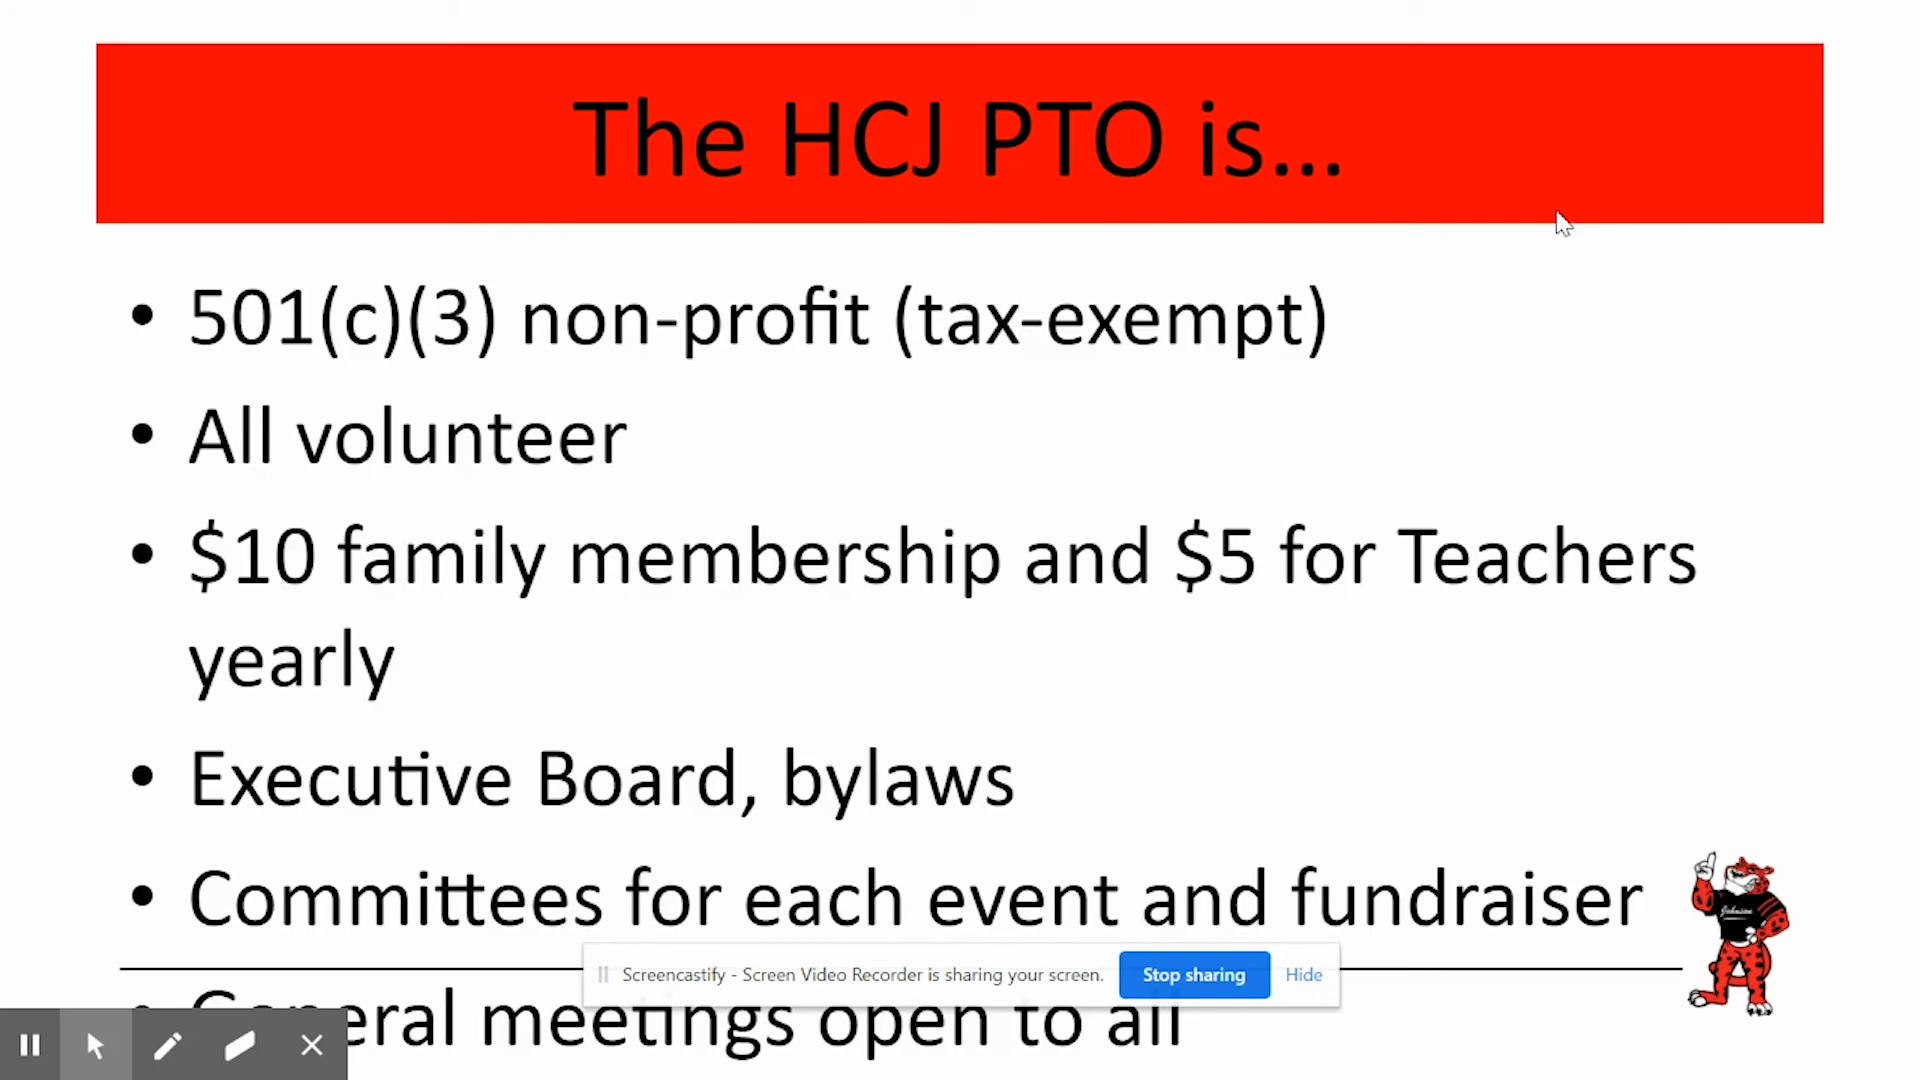 The HCJ PTO is...
• 501(c)(3) non-profit (tax-exempt)
• All volunteer
• $10 family membership and $5 for Teachers
yearly
• Executive Board, bylaws
• Committees for each event and fundraiser
Johnson
Screencastify - Screen Video Recorder is sharing your screen. Stop sharing Hide
• General meetings open to all